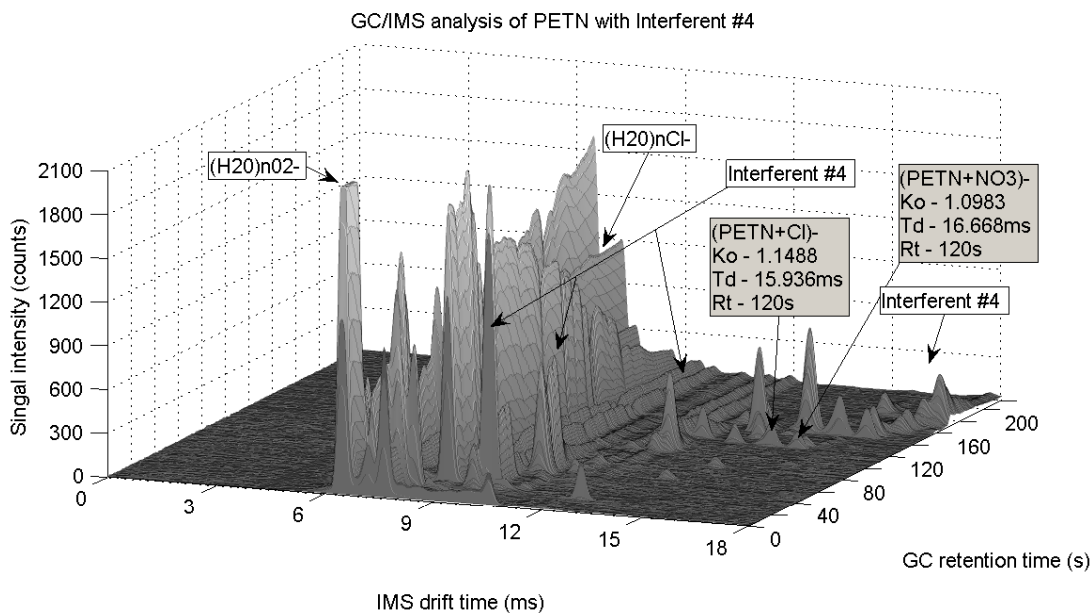 GC/IMS analysis of PETN with Interferent #4
(H20)n02-
(H20)nCl-
Interferent #4
(PETN+Cl)-
Ko - 1.1488
Td - 15.936ms
Rt - 120s
(PETN+NO3)-
Ko - 1.0983
Td - 16.668ms
Rt - 120s
Interferent #4
Singal intensity (counts)
2100
1800
1500
1200
900
600
300
0
0
3
6
9
12
15
18
IMS drift time (ms)
0
40
80
120
160
200
GC retention time (s)